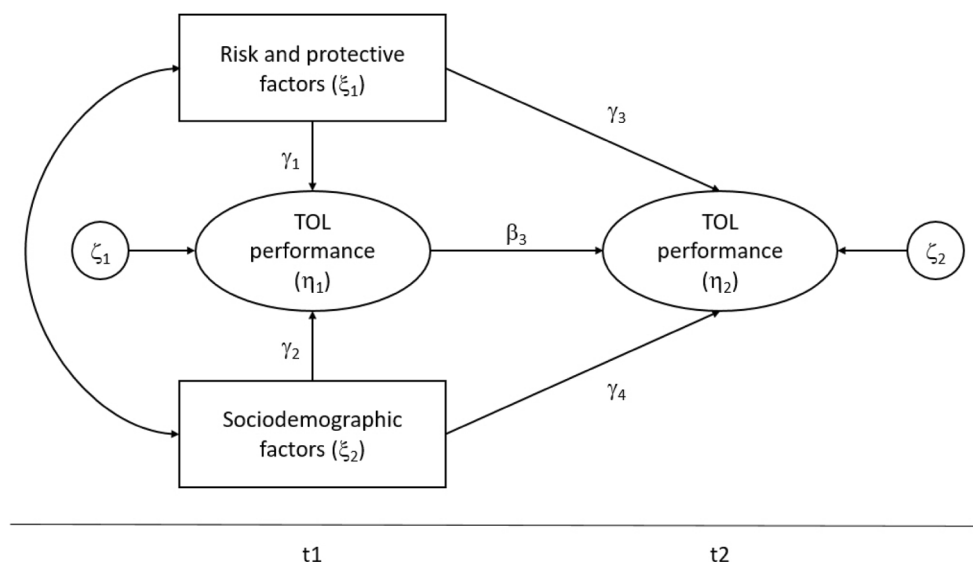 Risk and protective
factors (ξ₁)
γ₃
γ₁
TOL
performance
(η₁)
β₃
TOL
performance
(η₂)
ζ₁
ζ₂
γ₂
Sociodemographic
factors (ξ₂)
γ₄
t1
t2